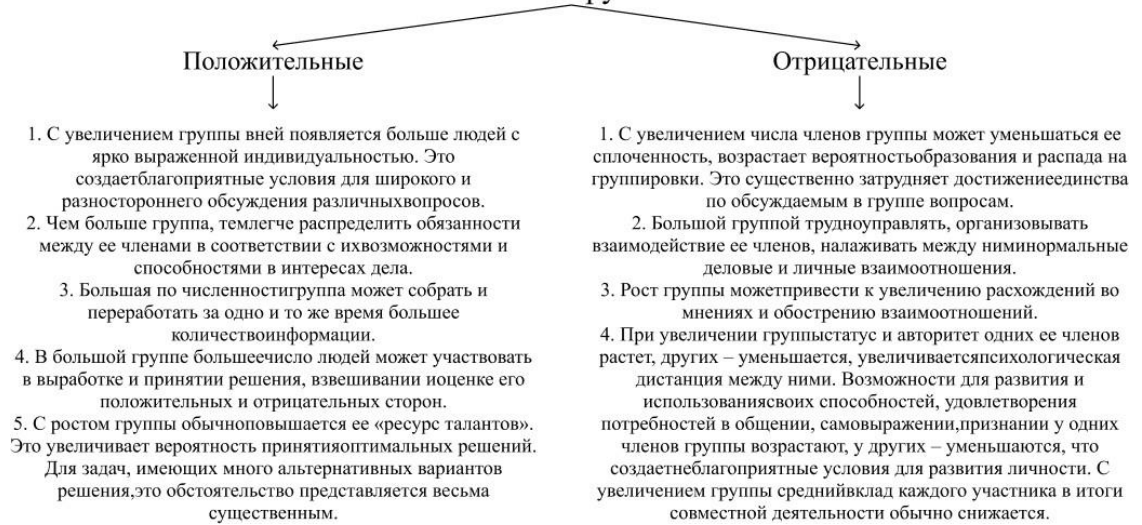 Положительные
1. С увеличением группы вней появляется больше людей с
ярко выраженной индивидуальностью. Это
создаетблагоприятные условия для широкого и
разностороннего обсуждения различныхвопросов.
2. Чем больше группа, темлегче распределить обязанности
между ее членами в соответствии с ихвозможностями и
способностями в интересах дела.
3. Большая по численностигруппа может собрать и
переработать за одно и то же время большее
количествоинформации.
4. В большой группе большеечисло людей может участвовать
в выработке и принятии решения, взвешивании иоценке его
положительных и отрицательных сторон.
5. С ростом группы обычноповышается ее «ресурс талантов».
Это увеличивает вероятность принятияоптимальных решений.
Для задач, имеющих много альтернативных вариантов
решения,это обстоятельство представляется весьма
существенным.
Отрицательные
1. С увеличением числа членов группы может уменьшаться ее
сплоченность, возрастает вероятностьобразования и распада на
группировки. Это существенно затрудняет достижениеединства
по обсуждаемым в группе вопросам.
2. Большой группой трудноуправлять, организовывать
взаимодействие ее членов, налаживать между ниминормальные
деловые и личные взаимоотношения.
3. Рост группы можетпривести к увеличению расхождений во
мнениях и обострению взаимоотношений.
4. При увеличении группыстатус и авторитет одних ее членов
растет, других – уменьшается, увеличиваетсяпсихологическая
дистанция между ними. Возможности для развития и
использованиясвоих способностей, удовлетворения
потребностей в общении, самовыражении,признании у одних
членов группы возрастают, у других – уменьшаются, что
создаетнеблагоприятные условия для развития личности. С
увеличением группы среднийвклад каждого участника в итоги
совместной деятельности обычно снижается.